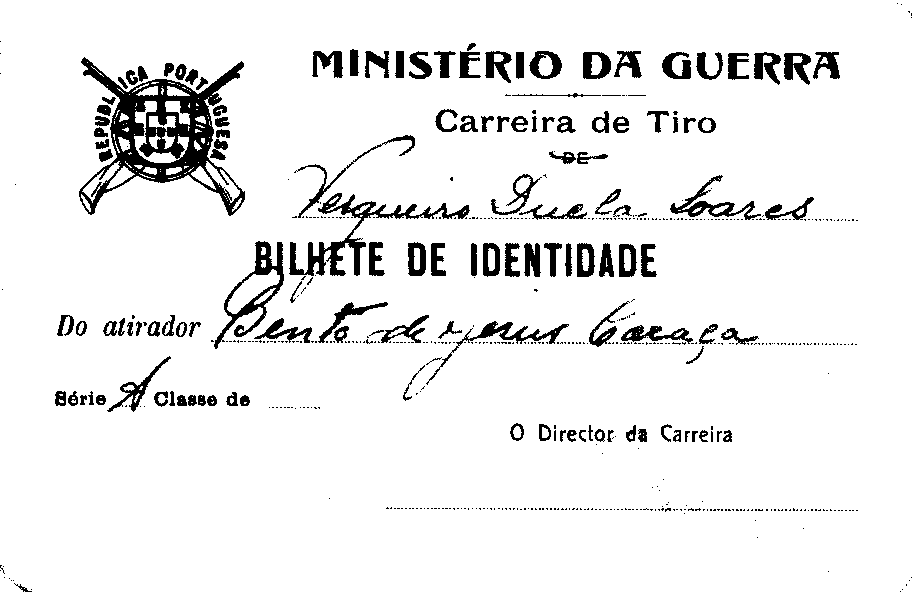 REPUBLICA PORTUGUESA
MINISTÉRIO DA GUERRA
Carreira de Tiro
DE
Vesqueiro Duela Soares
BILHETE DE IDENTIDADE
Do atirador Bento de Jesus Caraça
Série A Classe de
O Director da Carreira